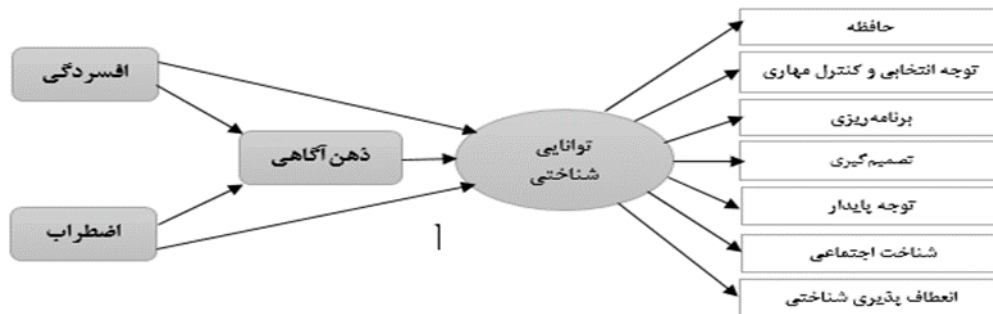 افسردگی
اضطراب
ذهن‌آگاهی
توانایی
شناختی
حافظه
توجه انتخابی و کنترل مهاری
برنامه‌ریزی
تصمیم‌گیری
توجه پایدار
شناخت اجتماعی
انعطاف پذیری شناختی